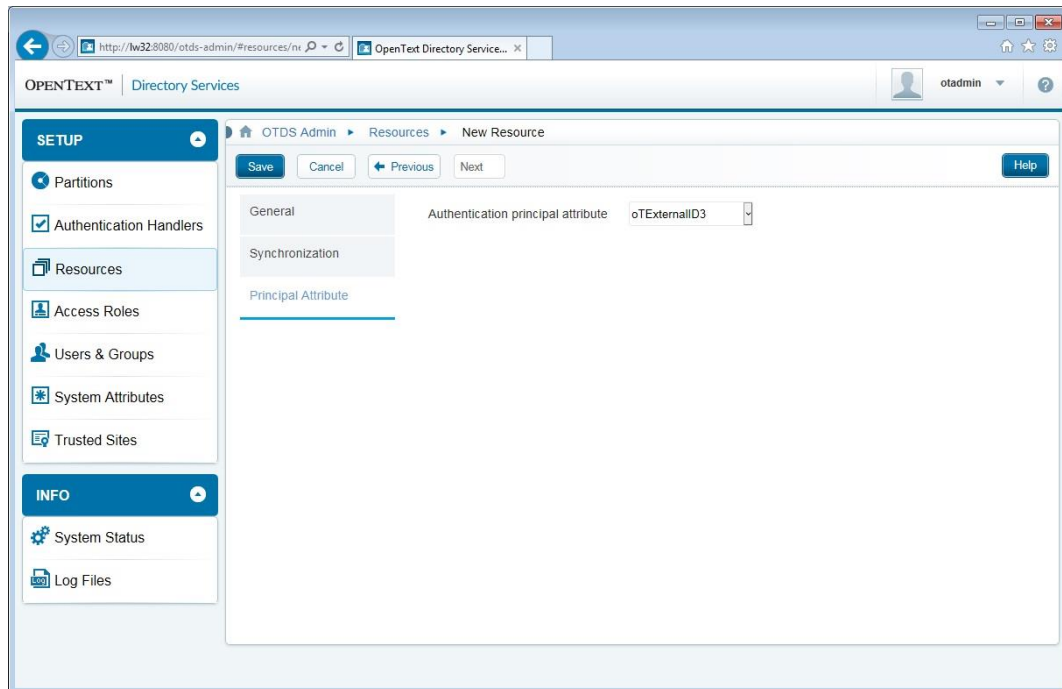 http://lw32:8080/otds-admin/#resources/ne
OpenText Directory Service...
OPENTEXT™ | Directory Services
otadmin
SETUP
Partitions
Authentication Handlers
Resources
Access Roles
Users & Groups
System Attributes
Trusted Sites
INFO
System Status
Log Files
OTDS Admin ▸ Resources ▸ New Resource
Save Cancel Previous Next Help
General
Synchronization
Principal Attribute
Authentication principal attribute oTExternalID3